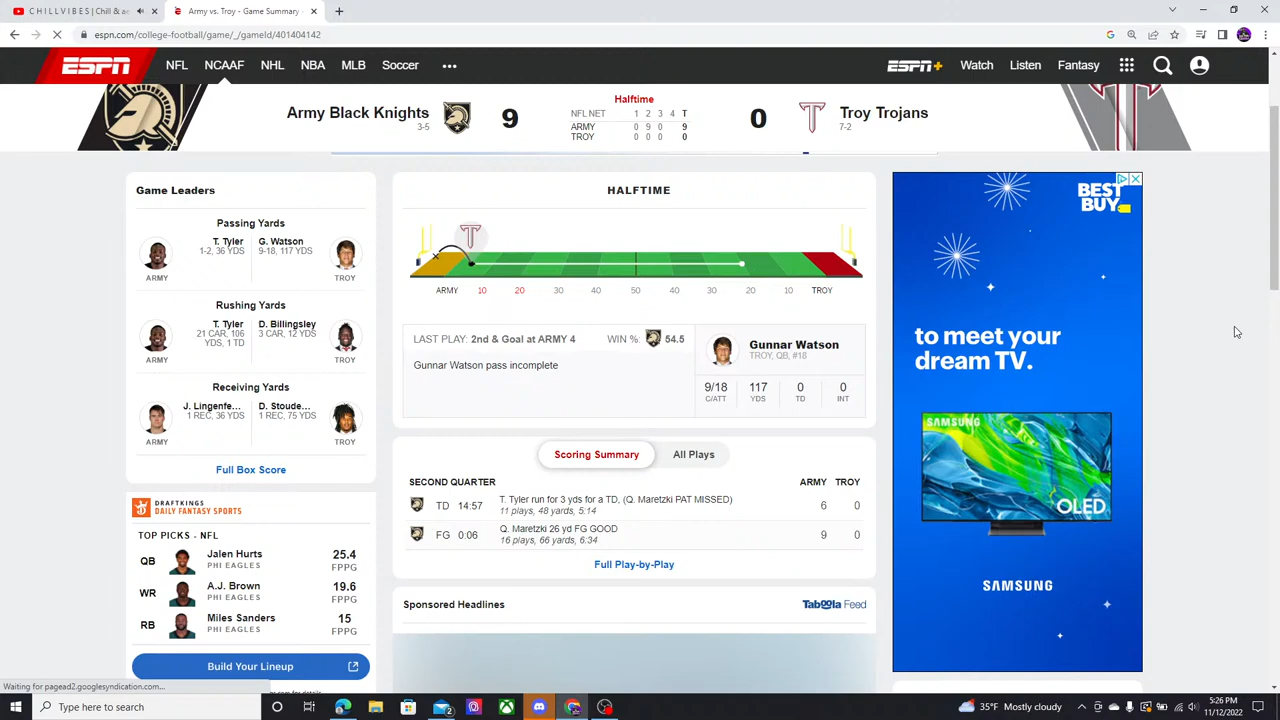 C H I L L V I B E S | Chill & ae
Army vs. Troy - Game Summary -
espn.com/college-football/game/_/gameId/401404142
ESPN NFL NCAAF NHL NBA MLB Soccer ••• ESPN+ Watch Listen Fantasy
Army Black Knights
3-5
9
Halftime
NFL NET 1 2 3 4 T
ARMY 0 9 0 9
TROY 0 0 0 0
0
Troy Trojans
7-2
Game Leaders
Passing Yards
T. Tyler
1-2, 36 YDS
G. Watson
9-18, 117 YDS
ARMY TROY
Rushing Yards
T. Tyler
21 CAR, 106
YDS, 1 TD
D. Billingsley
3 CAR, 12 YDS
ARMY TROY
Receiving Yards
J. Lingenfe...
1 REC, 36 YDS
D. Stoude...
1 REC, 75 YDS
ARMY TROY
Full Box Score
DRAFTKINGS
DAILY FANTASY SPORTS
TOP PICKS - NFL
QB Jalen Hurts 25.4
PHI EAGLES FPPG
WR A.J. Brown 19.6
PHI EAGLES FPPG
RB Miles Sanders 15
PHI EAGLES FPPG
Build Your Lineup
HALFTIME
ARMY 10 20 30 40 50 40 30 20 10 TROY
LAST PLAY: 2nd & Goal at ARMY 4 WIN %: 54.5
Gunnar Watson pass incomplete
Gunnar Watson
TROY, QB, #18
9/18 117 0 0
C/ATT YDS TD INT
Scoring Summary All Plays
SECOND QUARTER ARMY TROY
TD 14:57 T. Tyler run for 3 yds for a TD, (Q. Maretzki PAT MISSED) 6 0
11 plays, 48 yards, 5:14
FG 0:06 Q. Maretzki 26 yd FG GOOD 9 0
16 plays, 66 yards, 6:34
Full Play-by-Play
Sponsored Headlines Taboola Feed
BEST
BUY
to meet your
dream TV.
SAMSUNG
OLED
SAMSUNG
Waiting for pagead2.googlesyndication.com...
Type here to search
35°F Mostly cloudy
5:26 PM
11/12/2022